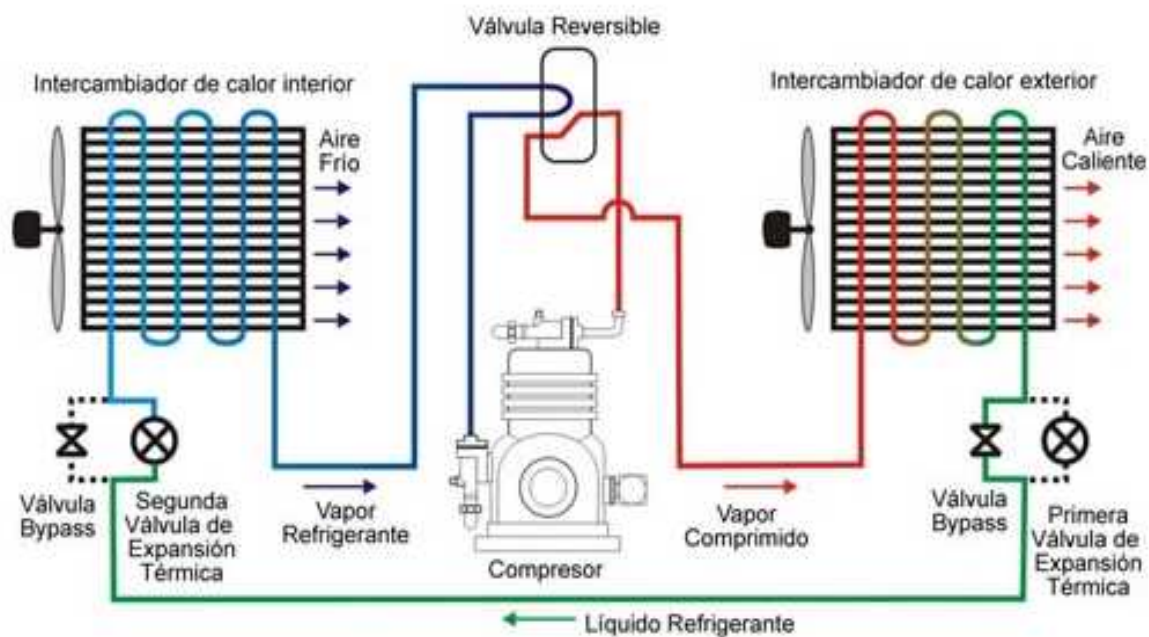 Válvula Reversible
Intercambiador de calor interior
Intercambiador de calor exterior
Aire
Frio
Aire
Caliente
Válvula
Bypass
Segunda
Válvula de
Expansión
Térmica
Vapor
Refrigerante
Compresor
Vapor
Comprimido
Válvula
Bypass
Primera
Válvula de
Expansión
Térmica
Líquido Refrigerante